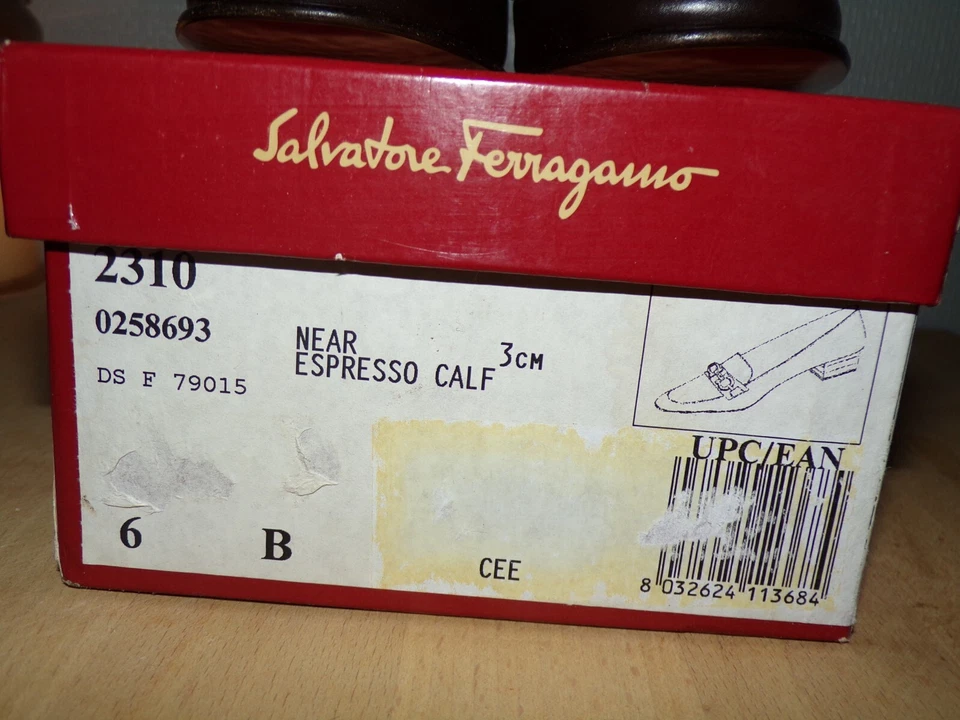 Salvatore Ferragamo
2310
0258693
NEAR
ESPRESSO CALF 3CM
DS F 79015
UPC/EAN
6 B
CEE
8 032624 113684